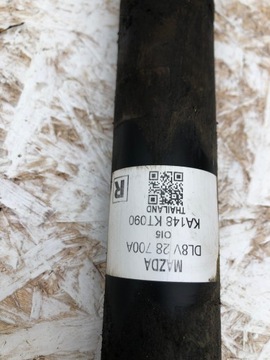 MAZDA
DL8V 28 700A
015
KA148 KT090
THAILAND
R